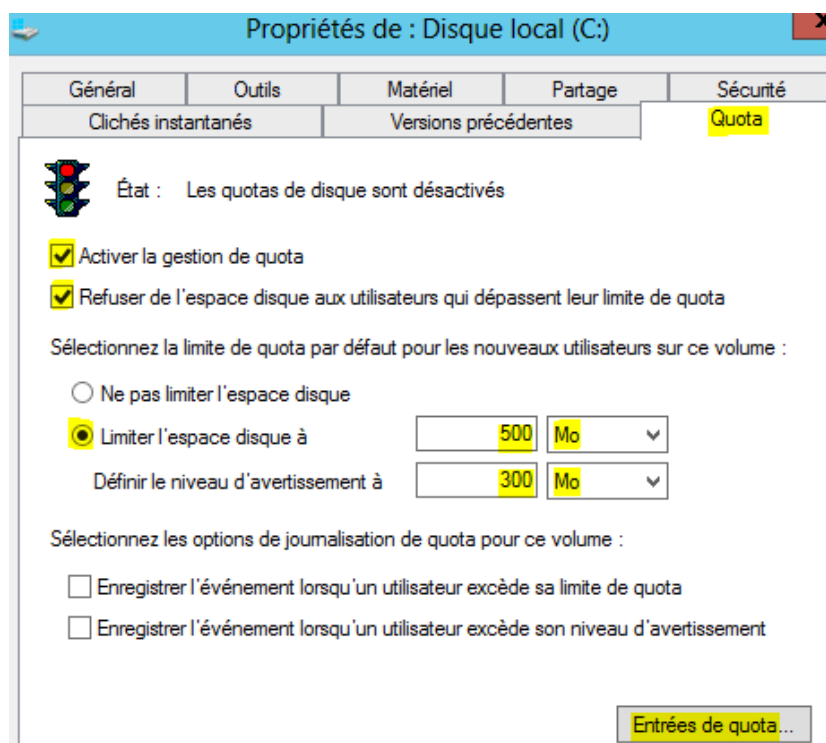 Propriétés de : Disque local (C:)
x
Général Outils Matériel Partage Sécurité
Clichés instantanés Versions précédentes Quota
État : Les quotas de disque sont désactivés
Activer la gestion de quota
Refuser de l'espace disque aux utilisateurs qui dépassent leur limite de quota
Sélectionnez la limite de quota par défaut pour les nouveaux utilisateurs sur ce volume :
Ne pas limiter l'espace disque
Limiter l'espace disque à 500 Mo
Définir le niveau d'avertissement à 300 Mo
Sélectionnez les options de journalisation de quota pour ce volume :
Enregistrer l'événement lorsqu'un utilisateur excède sa limite de quota
Enregistrer l'événement lorsqu'un utilisateur excède son niveau d'avertissement
Entrées de quota...